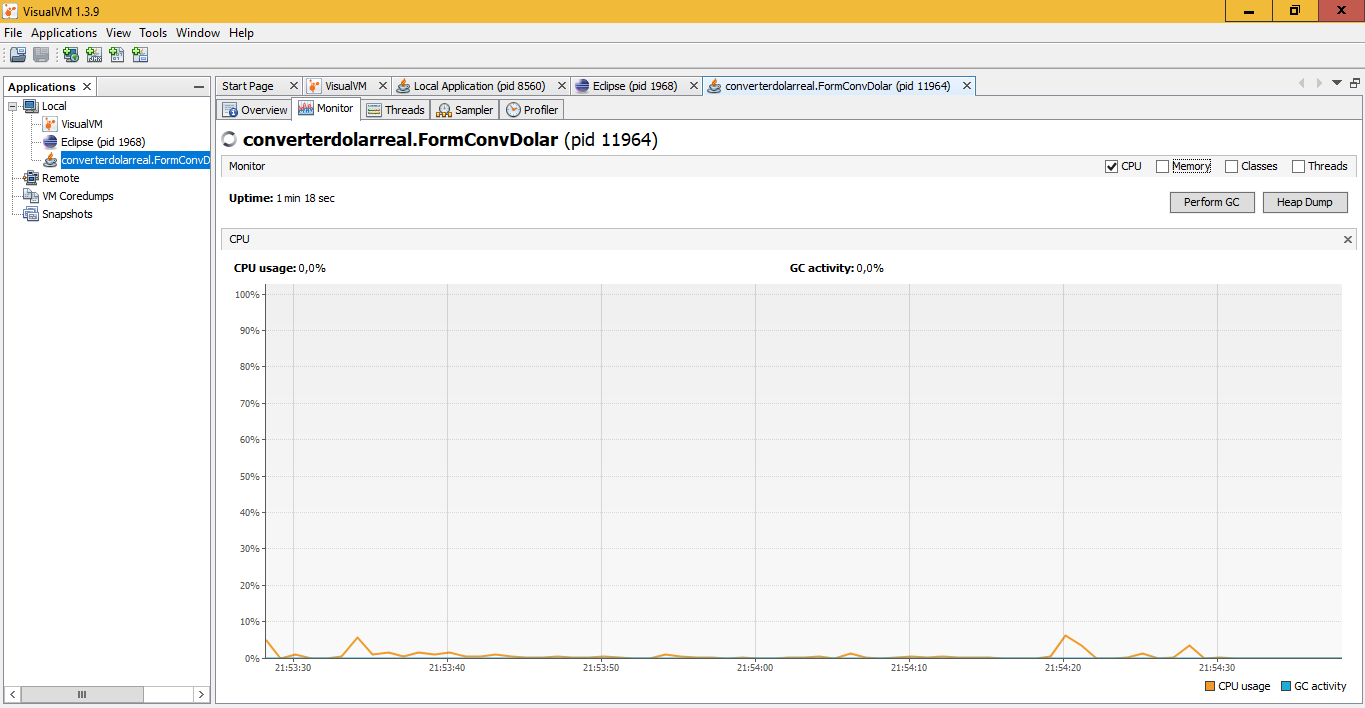 VisualVM 1.3.9
File Applications View Tools Window Help
Applications
Local
VisualVM
Eclipse (pid 1968)
converterdolarreal.FormConvD
Remote
VM Coredumps
Snapshots
Start Page VisualVM Local Application (pid 8560) Eclipse (pid 1968) converterdolarreal.FormConvDolar (pid 11964)
Overview Monitor Threads Sampler Profiler
converterdolarreal.FormConvDolar (pid 11964)
Monitor CPU Memory Classes Threads
Uptime: 1 min 18 sec Perform GC Heap Dump
CPU
CPU usage: 0,0% GC activity: 0,0%
100%
90%
80%
70%
60%
50%
40%
30%
20%
10%
0%
21:53:30 21:53:40 21:53:50 21:54:00 21:54:10 21:54:20 21:54:30
CPU usage GC activity